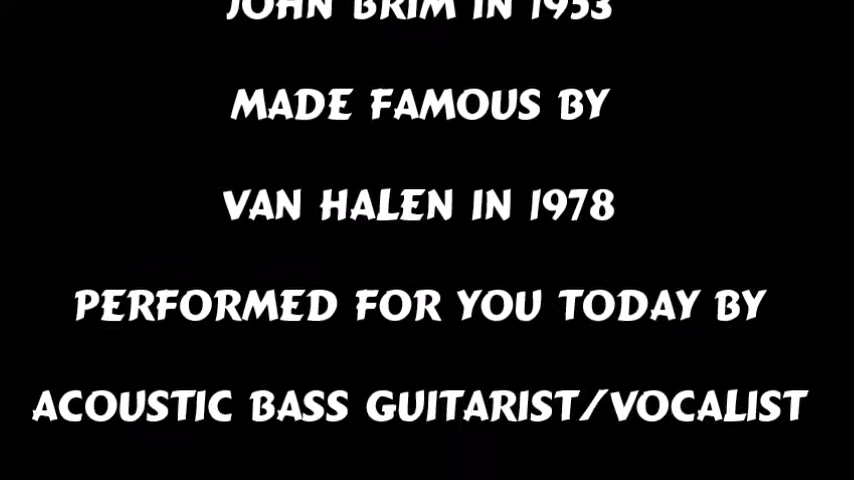 JOHN BRIM IN 1953
MADE FAMOUS BY
VAN HALEN IN 1978
PERFORMED FOR YOU TODAY BY
ACOUSTIC BASS GUITARIST/VOCALIST